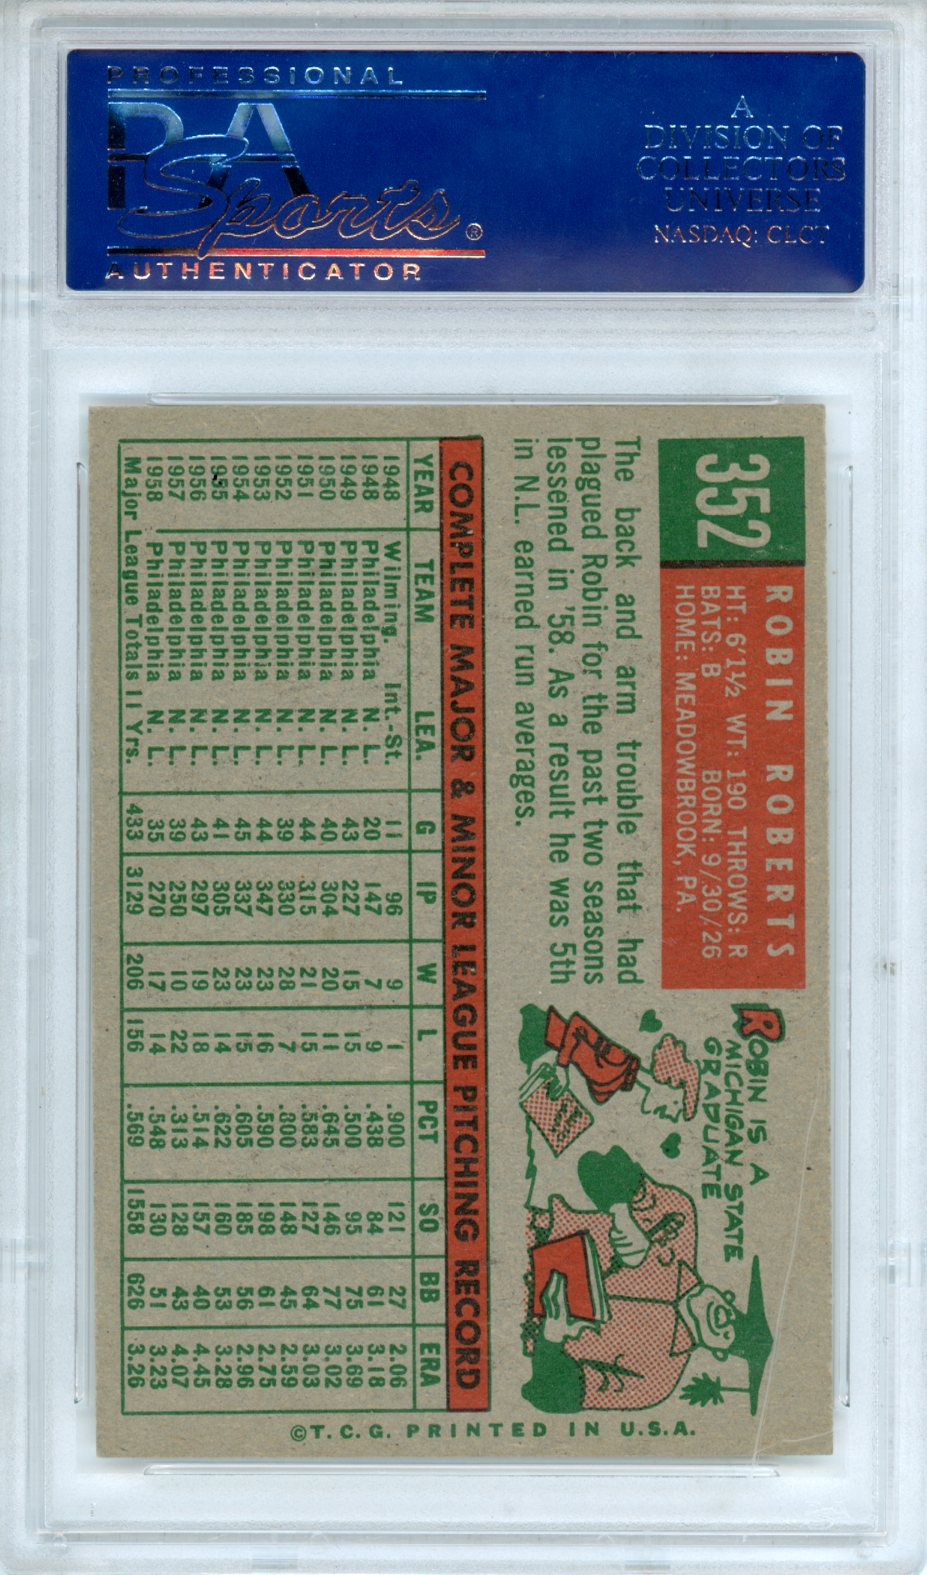 PROFESSIONAL
PSA
Sports®
AUTHENTICATOR
A
DIVISION OF
COLLECTORS
UNIVERSE
NASDAQ: CLCT
352
ROBIN ROBERTS
HT: 6'1½ WT: 190 THROWS: R
BATS: B BORN: 9/30/26
HOME: MEADOWBROOK, PA.
The back and arm trouble that had
plagued Robin for the past two seasons
lessened in '58. As a result he was 5th
in N.L. earned run averages.
ROBIN IS A
MICHIGAN STATE
GRADUATE
COMPLETE MAJOR & MINOR LEAGUE PITCHING RECORD
YEAR TEAM LEA. G IP W L PCT SO BB ERA
1948 Wilming. Int.-St. 11 96 9 1 .900 121 27 2.06
1948 Philadelphia N. L. 20 147 7 9 .438 84 61 3.18
1949 Philadelphia N. L. 43 227 15 15 .500 95 75 3.69
1950 Philadelphia N. L. 40 304 20 11 .645 146 77 3.02
1951 Philadelphia N. L. 44 315 21 15 .583 127 64 3.03
1952 Philadelphia N. L. 39 330 28 7 .800 148 45 2.59
1953 Philadelphia N. L. 44 347 23 16 .590 198 61 2.75
1954 Philadelphia N. L. 45 337 23 15 .605 185 56 2.96
1955 Philadelphia N. L. 41 305 23 14 .622 160 53 3.28
1956 Philadelphia N. L. 43 297 19 18 .514 157 40 4.45
1957 Philadelphia N. L. 39 250 10 22 .313 128 43 4.07
1958 Philadelphia N. L. 35 270 17 14 .548 130 51 3.23
Major League Totals 11 Yrs. 433 3129 206 156 .569 1558 626 3.26
©T.C.G. PRINTED IN U.S.A.